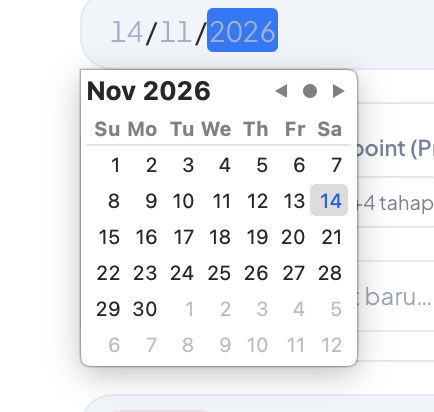 14/11/2026
Nov 2026
Su Mo Tu We Th Fr Sa
1 2 3 4 5 6 7
8 9 10 11 12 13 14
15 16 17 18 19 20 21
22 23 24 25 26 27 28
29 30 1 2 3 4 5
6 7 8 9 10 11 12
point (Pr
+4 tahap
baru...